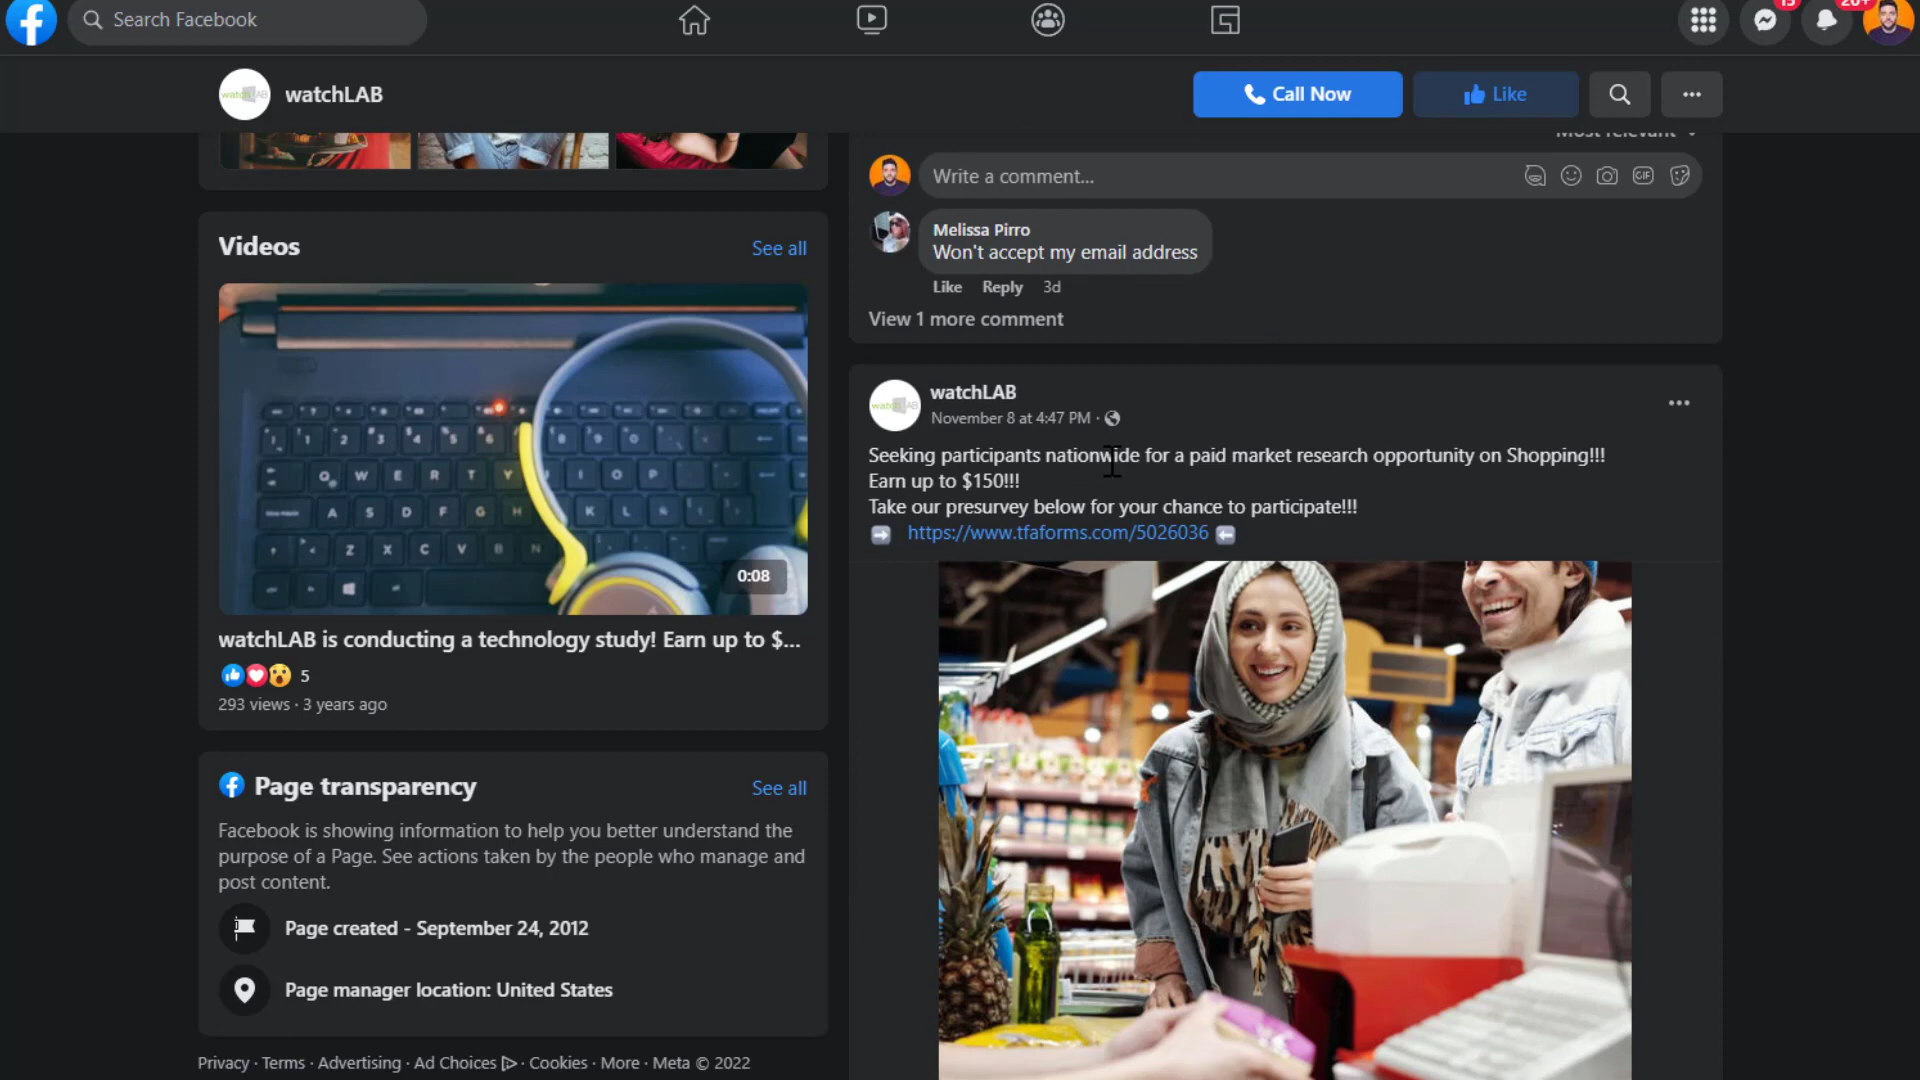 Search Facebook
15
20+
watchLAB
watchLAB
Call Now
Like
Most relevant
Write a comment...
GIF
Melissa Pirro
Won't accept my email address
Like Reply 3d
View 1 more comment
Videos
See all
0:08
watchLAB is conducting a technology study! Earn up to $...
5
293 views · 3 years ago
Page transparency
See all
Facebook is showing information to help you better understand the
purpose of a Page. See actions taken by the people who manage and
post content.
Page created - September 24, 2012
Page manager location: United States
Privacy · Terms · Advertising · Ad Choices · Cookies · More · Meta © 2022
watchLAB
watchLAB
November 8 at 4:47 PM ·
Seeking participants nationwide for a paid market research opportunity on Shopping!!!
Earn up to $150!!!
Take our presurvey below for your chance to participate!!!
https://www.tfaforms.com/5026036